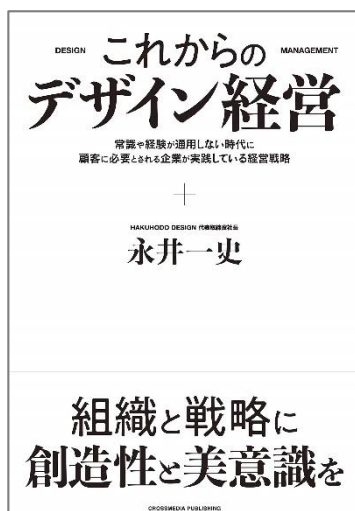 これからの
DESIGN
MANAGEMENT
デザイン経営
常識や経験が通用しない時代に
顧客に必要とされる企業が実践している経営戦略
HAKUHODO DESIGN 代表取締役社長
永井一史
組織と戦略に
創造性と美意識を
CROSSMEDIA PUBLISHING